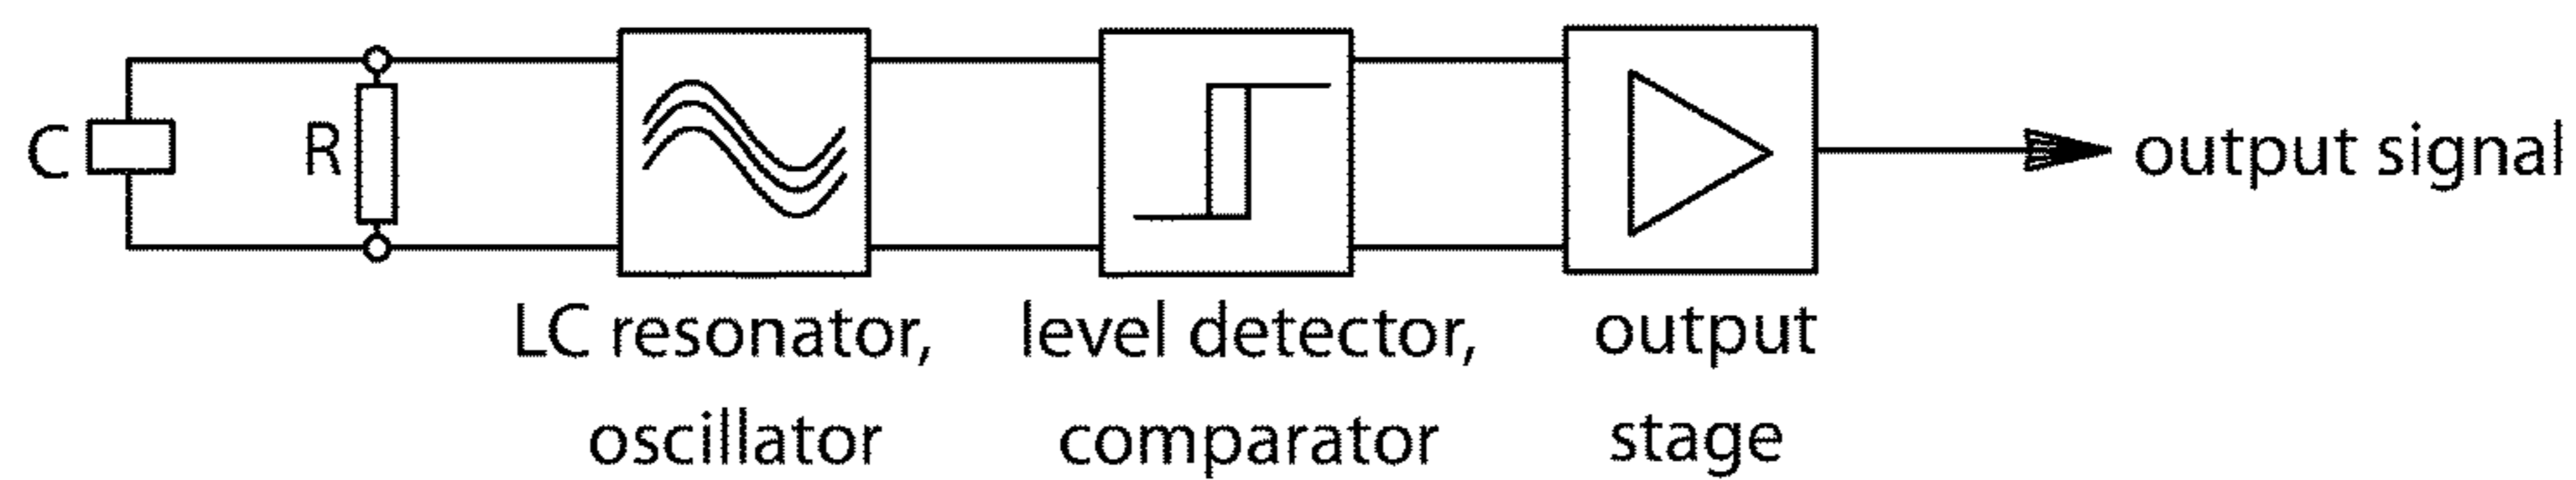 C
R
output signal
LC resonator,
oscillator
level detector,
comparator
output
stage